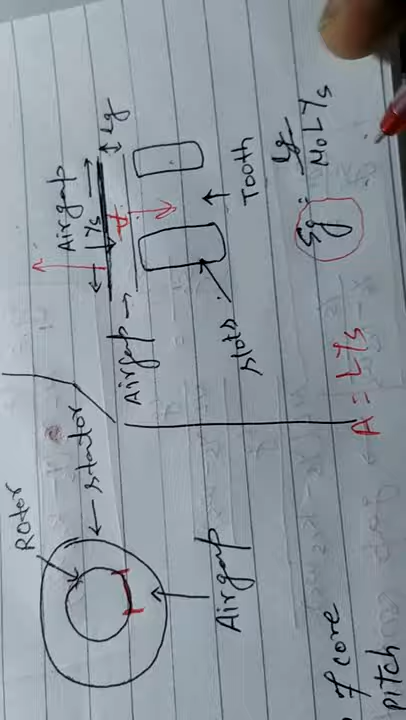 Rotor
stator
Airgap
Airgap
L ys
lg
Airgap
slots
Tooth
A = L ys
Sg = lg
μ₀ L ys
core
pitch